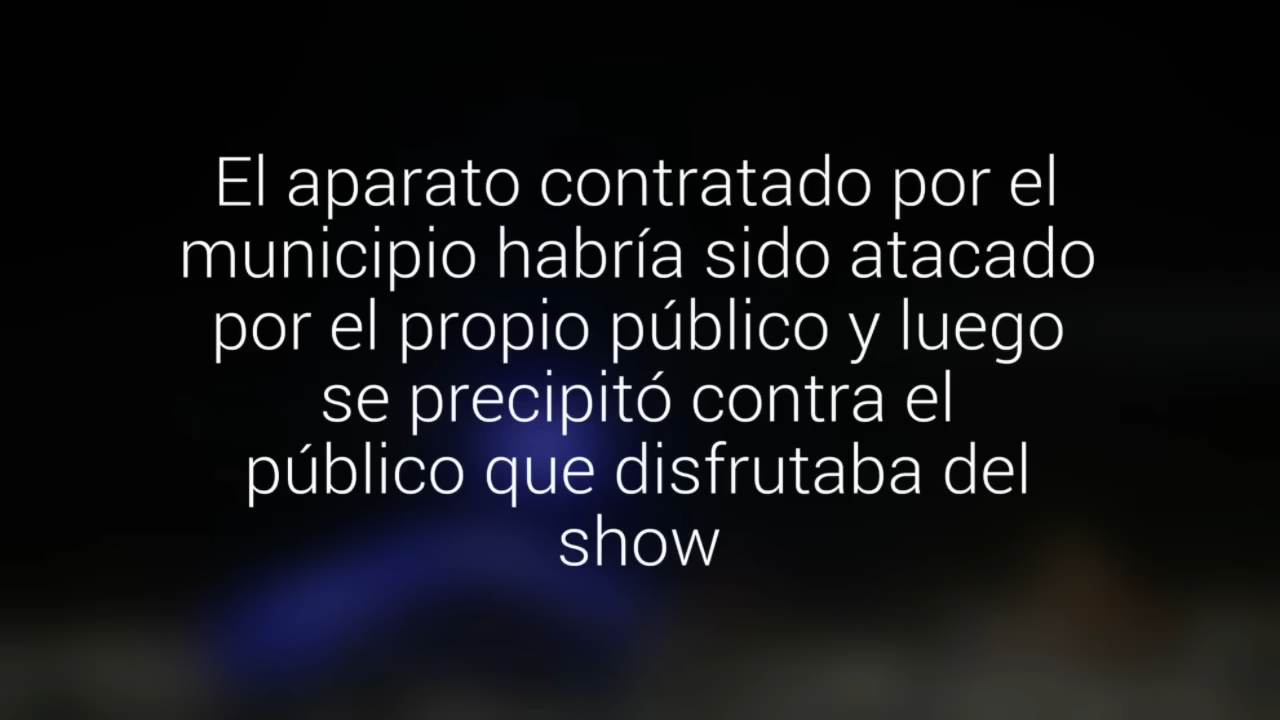 El aparato contratado por el
municipio habría sido atacado
por el propio público y luego
se precipitó contra el
público que disfrutaba del
show